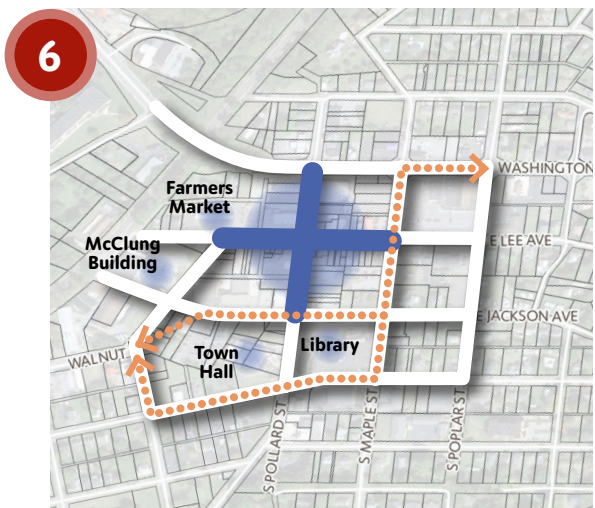 6
WASHINGTON
Farmers
Market
McClung
Building
E LEE AVE
E JACKSON AVE
WALNUT
Town
Hall
Library
S POLLARD ST
S MAPLE ST
S POPLAR ST